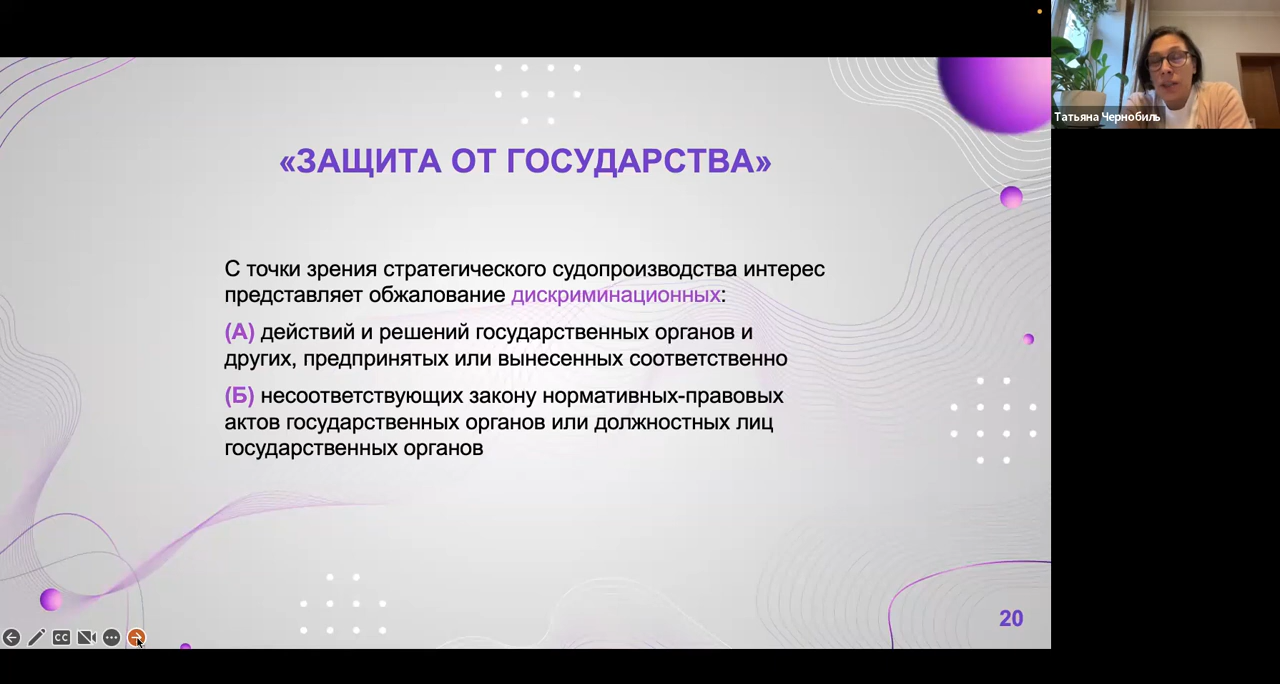 «ЗАЩИТА ОТ ГОСУДАРСТВА»
С точки зрения стратегического судопроизводства интерес
представляет обжалование дискриминационных:
(А) действий и решений государственных органов и
других, предпринятых или вынесенных соответственно
(Б) несоответствующих закону нормативных-правовых
актов государственных органов или должностных лиц
государственных органов
20
CC
Татьяна Чернобиль